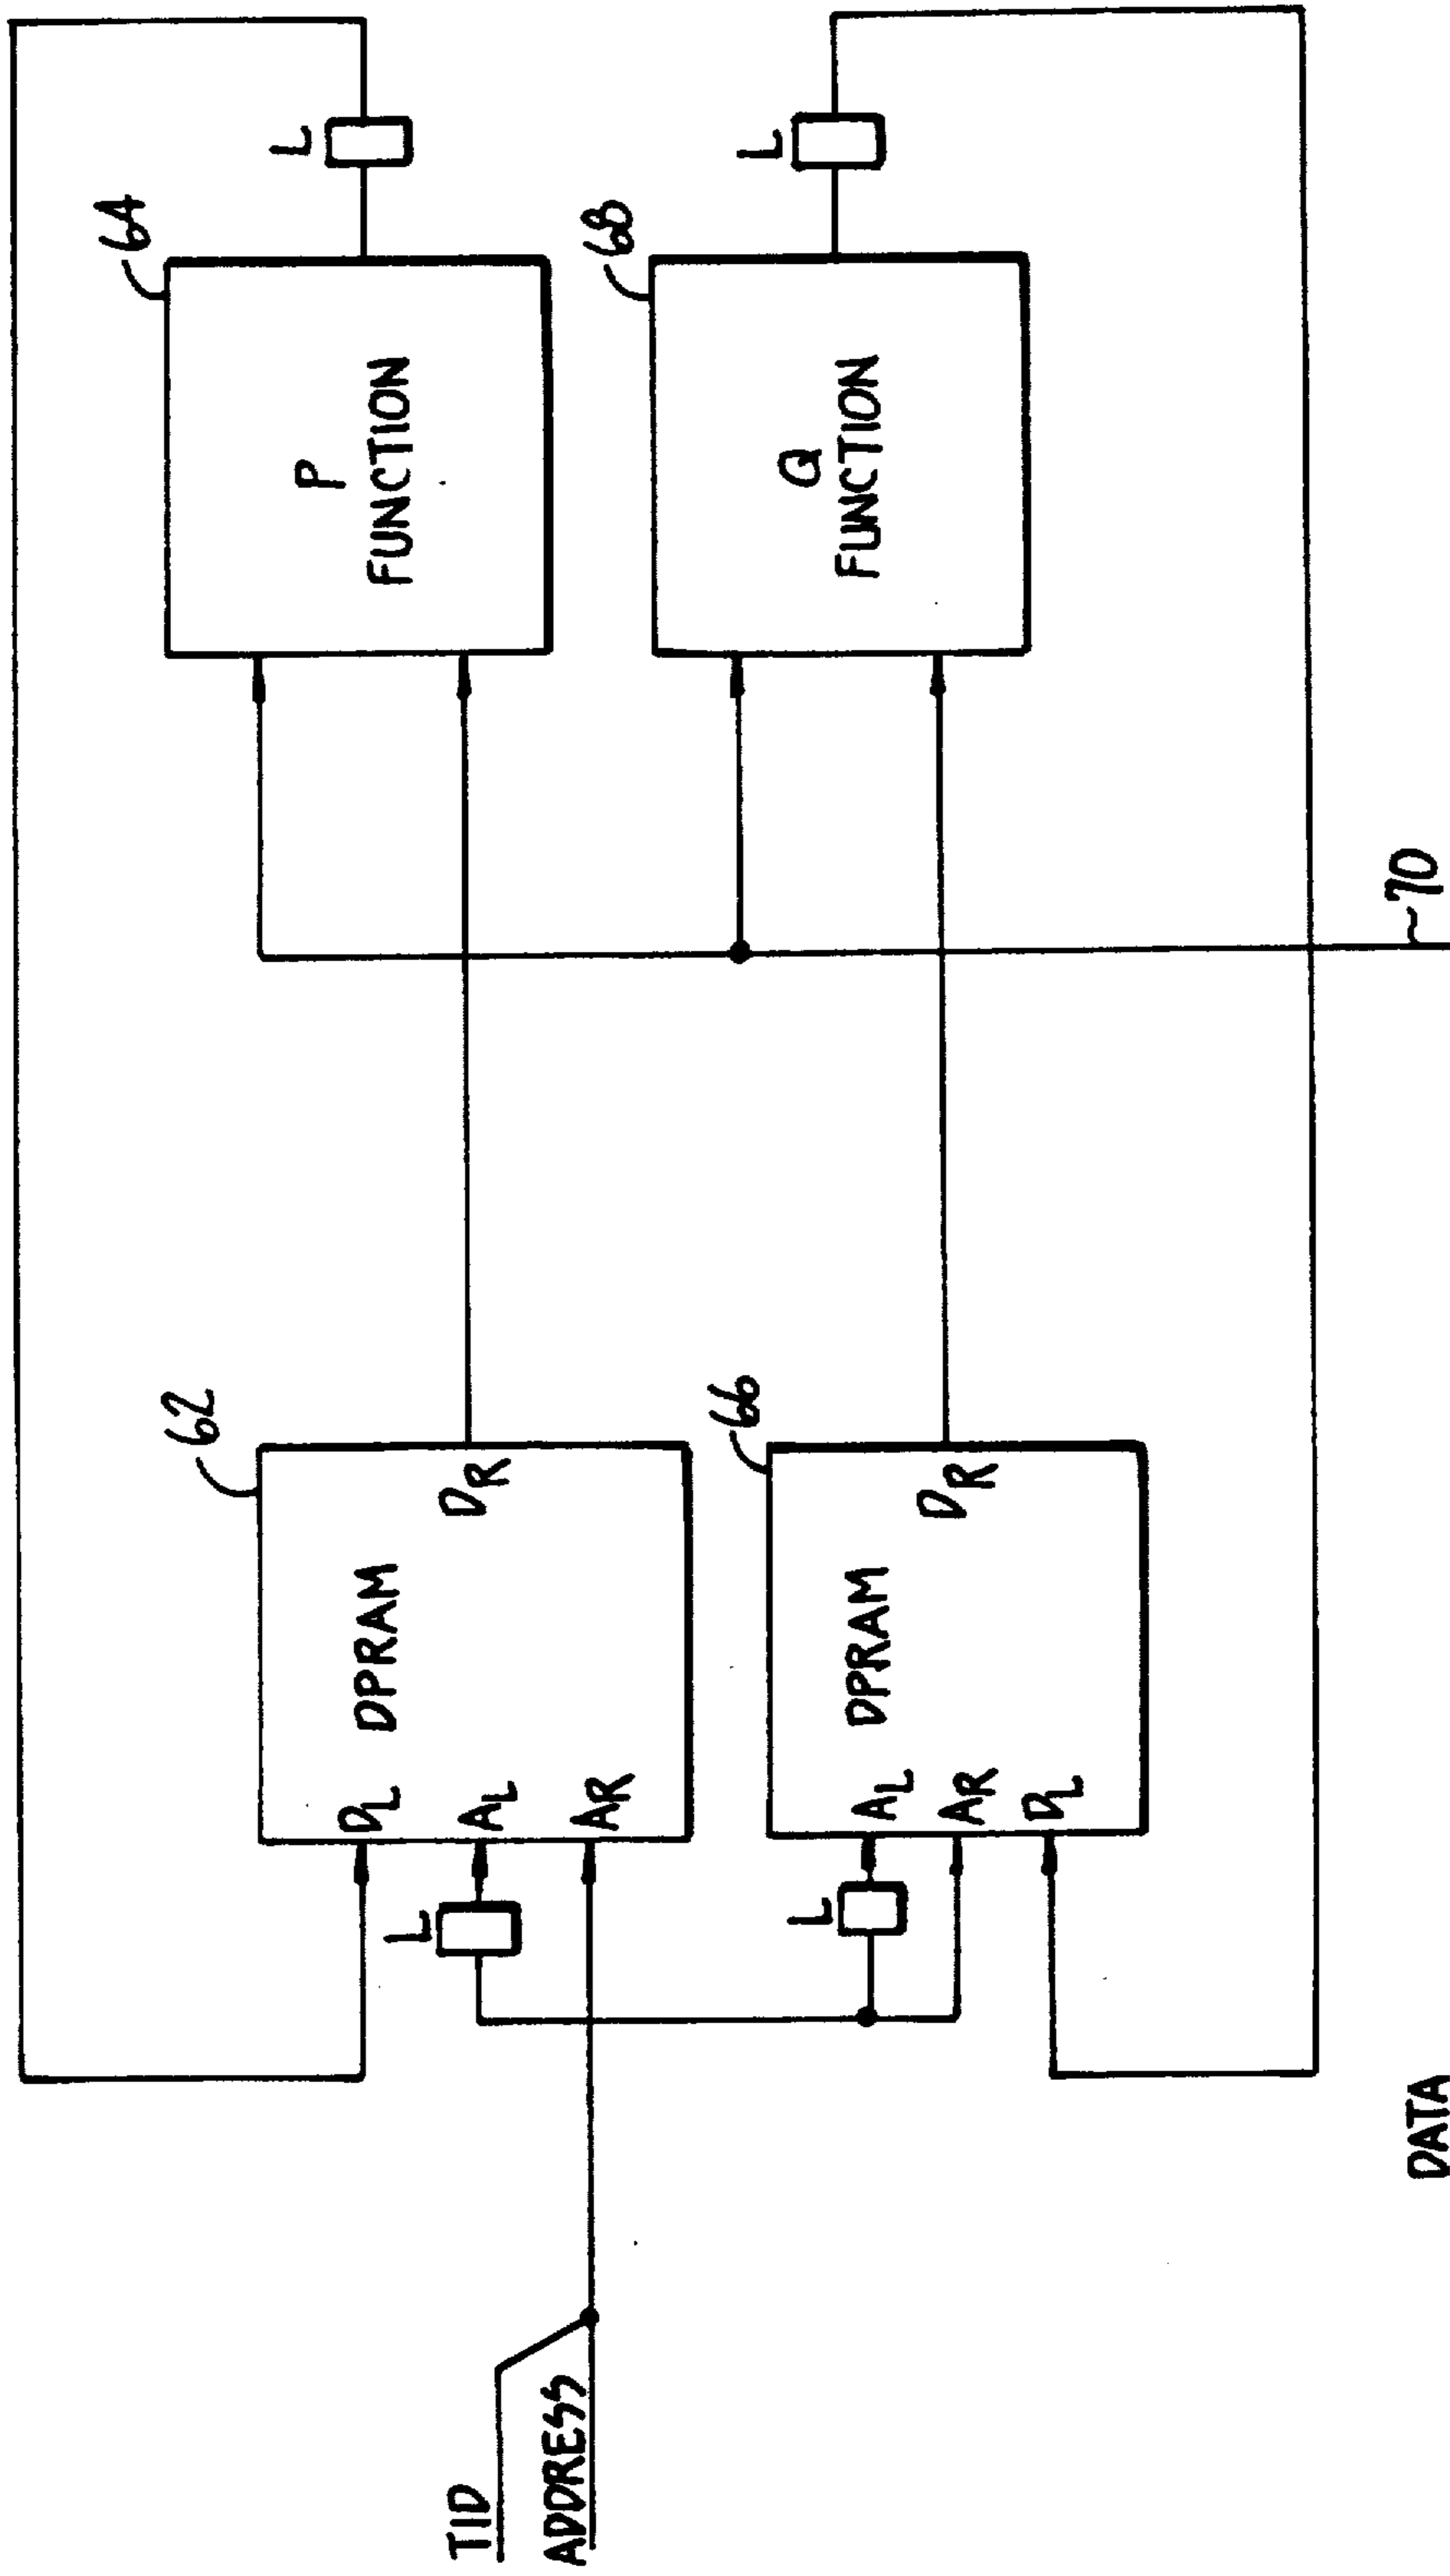 62
64
DPRAM
DL
AL
AR
DR
L
P
FUNCTION
L
TID
ADDRESS
66
68
DPRAM
AL
AR
DL
DR
L
Q
FUNCTION
L
DATA
70